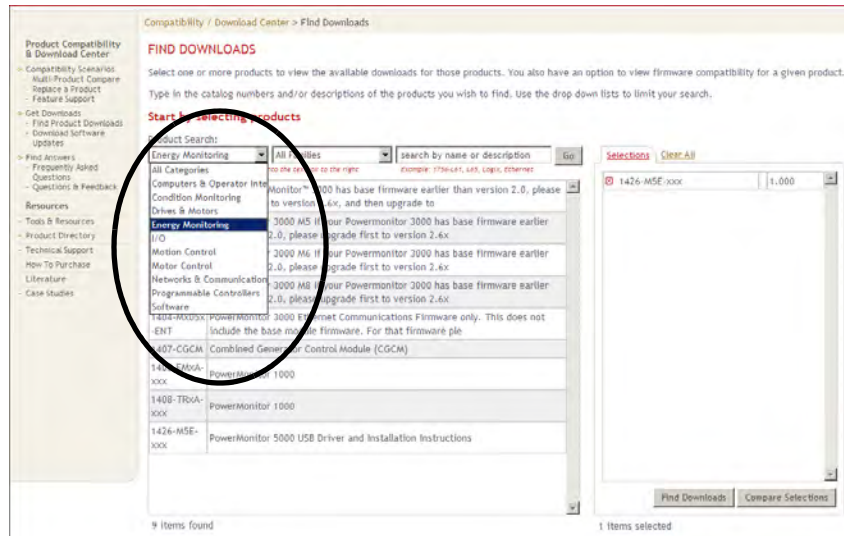 Compatibility / Download Center > Find Downloads
Product Compatibility
& Download Center
Compatibility Scenarios
Multi-Product Compare
Replace a Product
- Feature Support
Get Downloads
- Find Product Downloads
- Download Software
Updates
Find Answers
- Frequently Asked
Questions
- Questions & Feedback
Resources
- Tools & Resources
- Product Directory
- Technical Support
How To Purchase
Literature
- Case Studies
FIND DOWNLOADS
Select one or more products to view the available downloads for those products. You also have an option to view firmware compatibility for a given product.
Type in the catalog numbers and/or descriptions of the products you wish to find. Use the drop down lists to limit your search.
Start by selecting products
Product Search:
Energy Monitoring
All Families
search by name or description
Go
to the right
Example: 1756-L61, L63, Logix, Ethernet
All Categories
Computers & Operator Inte
Condition Monitoring
Drives & Motors
Energy Monitoring
I/O
Motion Control
Motor Control
Networks & Communication
Programmable Controllers
Software
Monitor™ 3000 has base firmware earlier than version 2.0, please
to version 2.6x, and then upgrade to
3000 M5 If your Powermonitor 3000 has base firmware earlier
2.0, please upgrade first to version 2.6x
3000 M6 If your Powermonitor 3000 has base firmware earlier
2.0, please upgrade first to version 2.6x
3000 M8 If your Powermonitor 3000 has base firmware earlier
2.0, please upgrade first to version 2.6x
PowerMonitor 3000 Ethernet Communications Firmware only. This does not
-ENT include the base module firmware. For that firmware ple
1407-CGCM Combined Generator Control Module (CGCM)
xxx PowerMonitor 1000
1408-TRxA-
xxx PowerMonitor 1000
1426-M5E-
xxx PowerMonitor 5000 USB Driver and Installation Instructions
9 items found
Selections Clear All
1426-M5E-xxx 1.000
Find Downloads Compare Selections
1 items selected